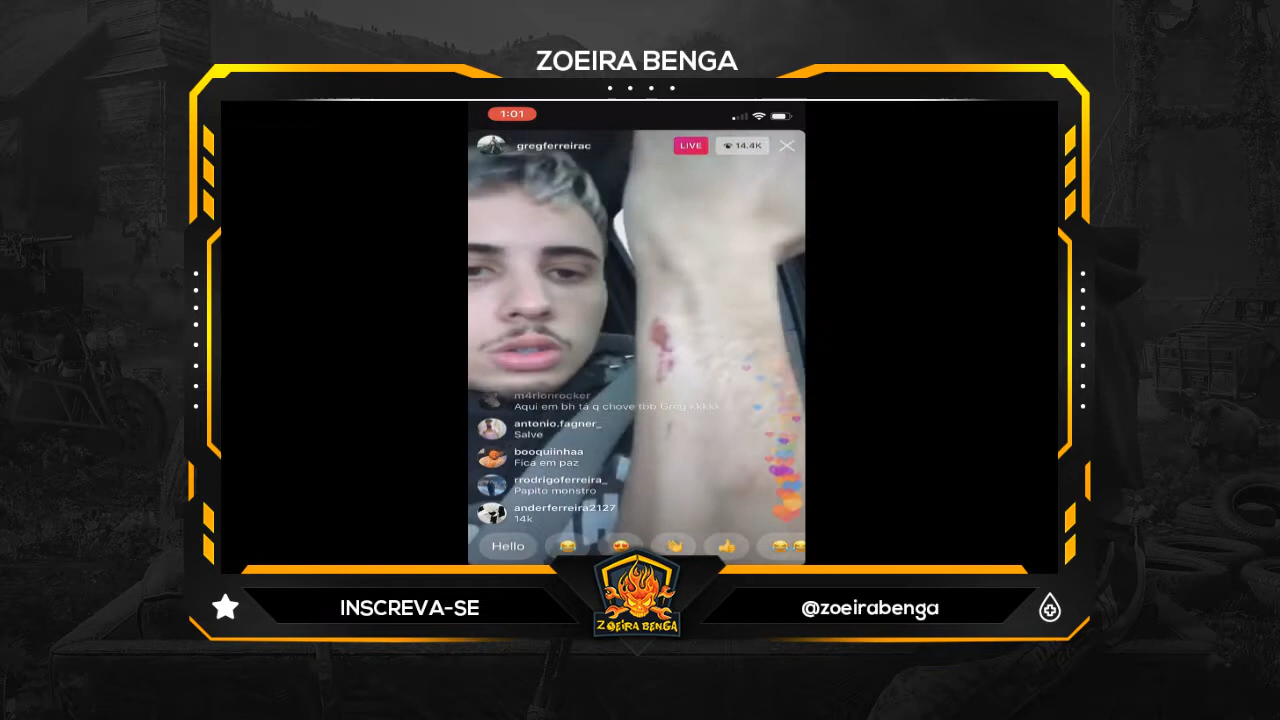 ZOEIRA BENGA
1:01
gregferreirac
LIVE
14.4K
m4rlonrocker
Aqui em bh tá q chove tbb Greg kkkkk
antonio.fagner_
Salve
booquiinhaa
Fica em paz
rrodrigoferreira_
Papito monstro
anderferreira2127
14k
Hello
INSCREVA-SE
ZOEIRA BENGA
@zoeirabenga